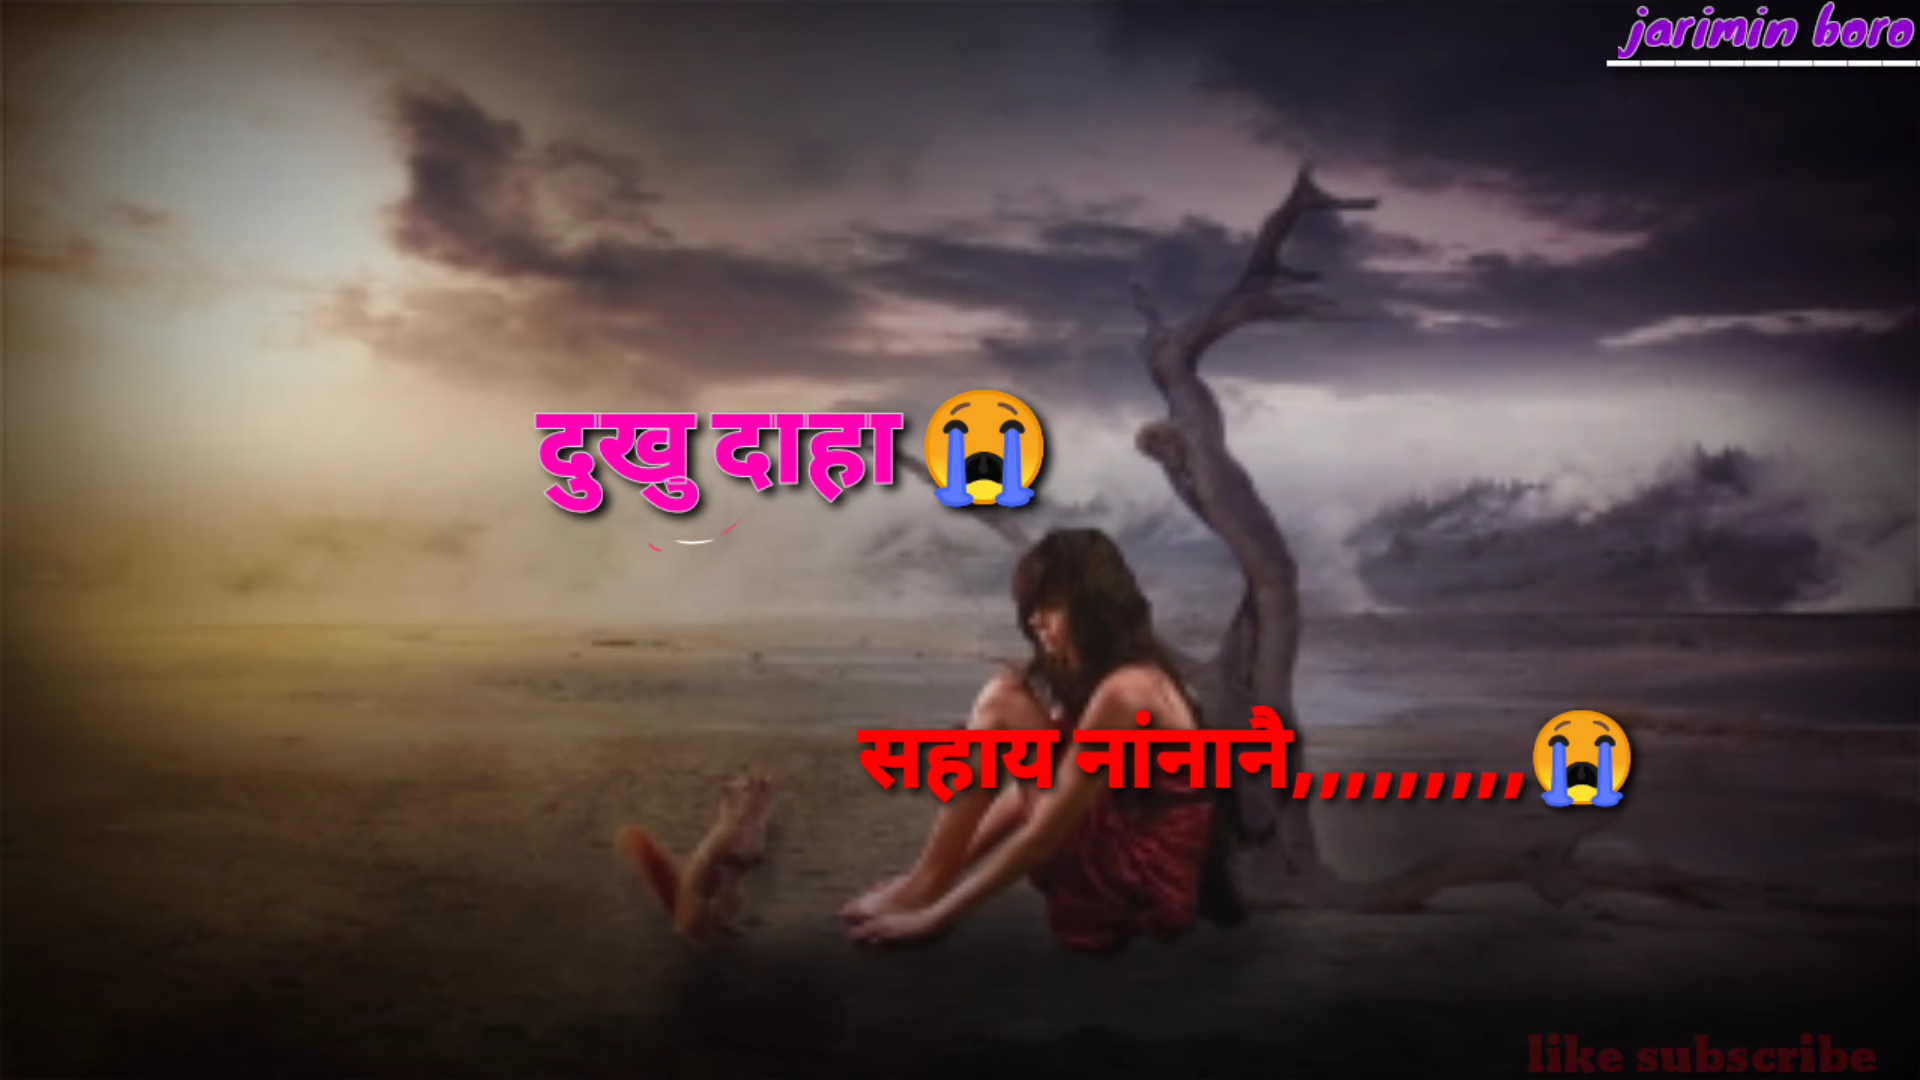 jarimin boro
दुखु दाहा 😭
सहाय नांनानै,,,,,,,,,😭
like subscribe